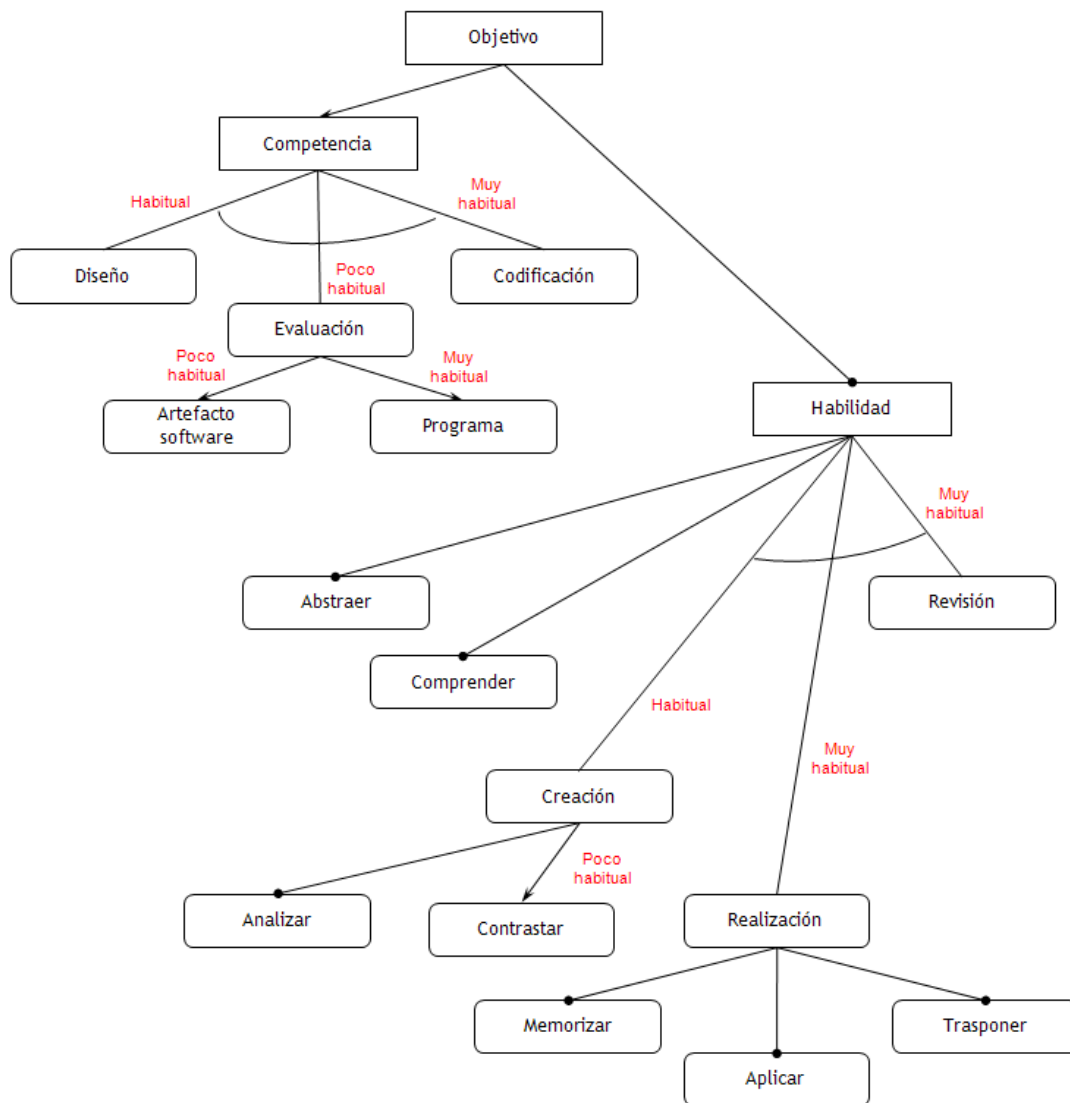 Objetivo
Competencia
Habitual
Muy
habitual
Diseño
Poco
habitual
Codificación
Evaluación
Poco
habitual
Muy
habitual
Artefacto
software
Programa
Habilidad
Muy
habitual
Abstraer
Revisión
Comprender
Habitual
Muy
habitual
Creación
Poco
habitual
Analizar
Contrastar
Realización
Memorizar
Trasponer
Aplicar